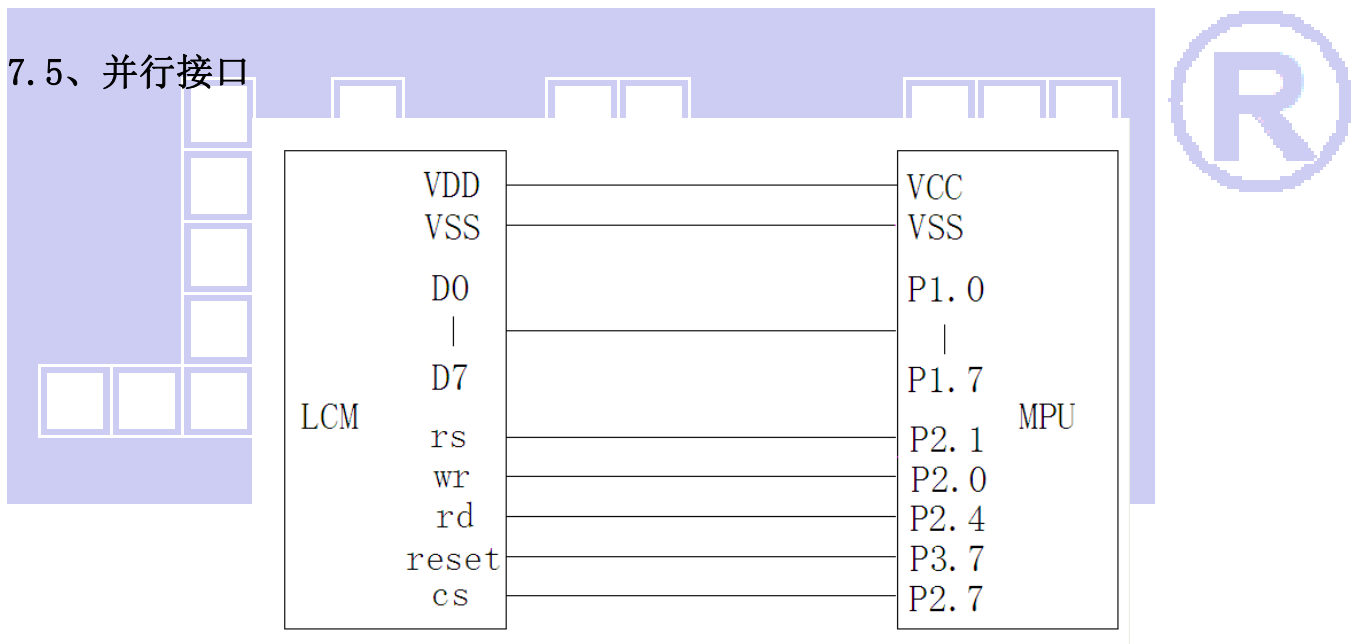 7.5、并行接口
R
VDD VCC
VSS VSS
D0 P1.0
D7 P1.7
LCM MPU
rs P2.1
wr P2.0
rd P2.4
reset P3.7
cs P2.7